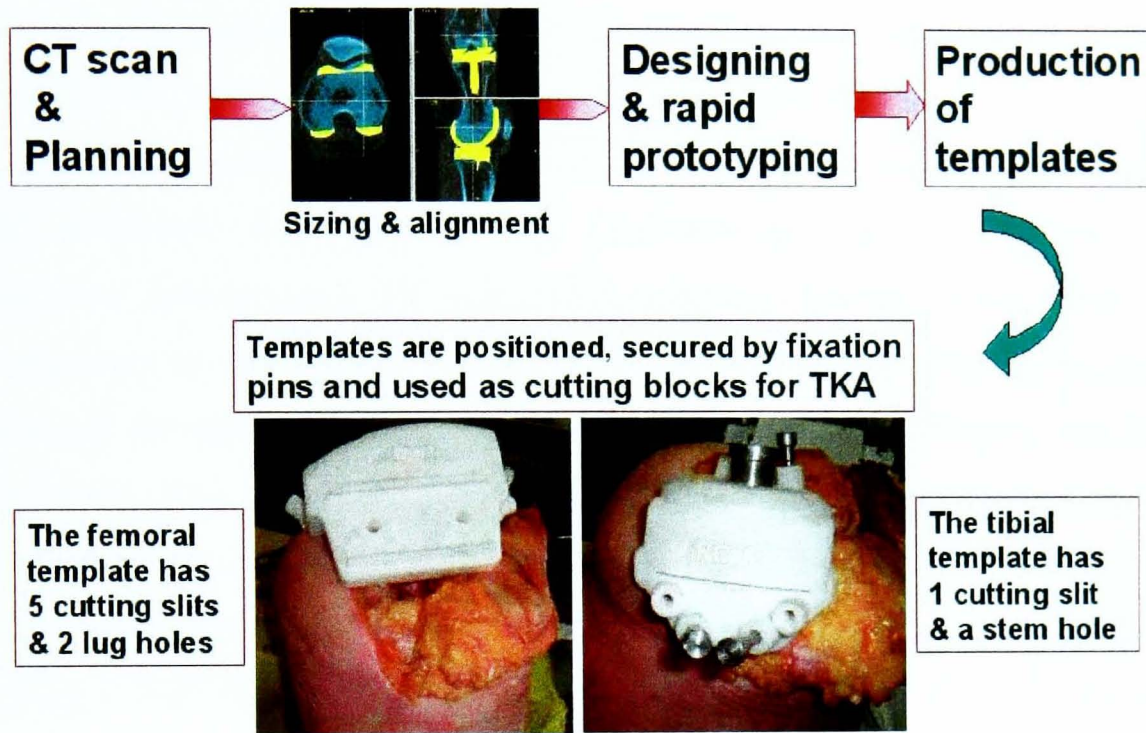 CT scan
&
Planning
Sizing & alignment
Designing
& rapid
prototyping
Production
of
templates
Templates are positioned, secured by fixation
pins and used as cutting blocks for TKA
The femoral
template has
5 cutting slits
& 2 lug holes
The tibial
template has
1 cutting slit
& a stem hole